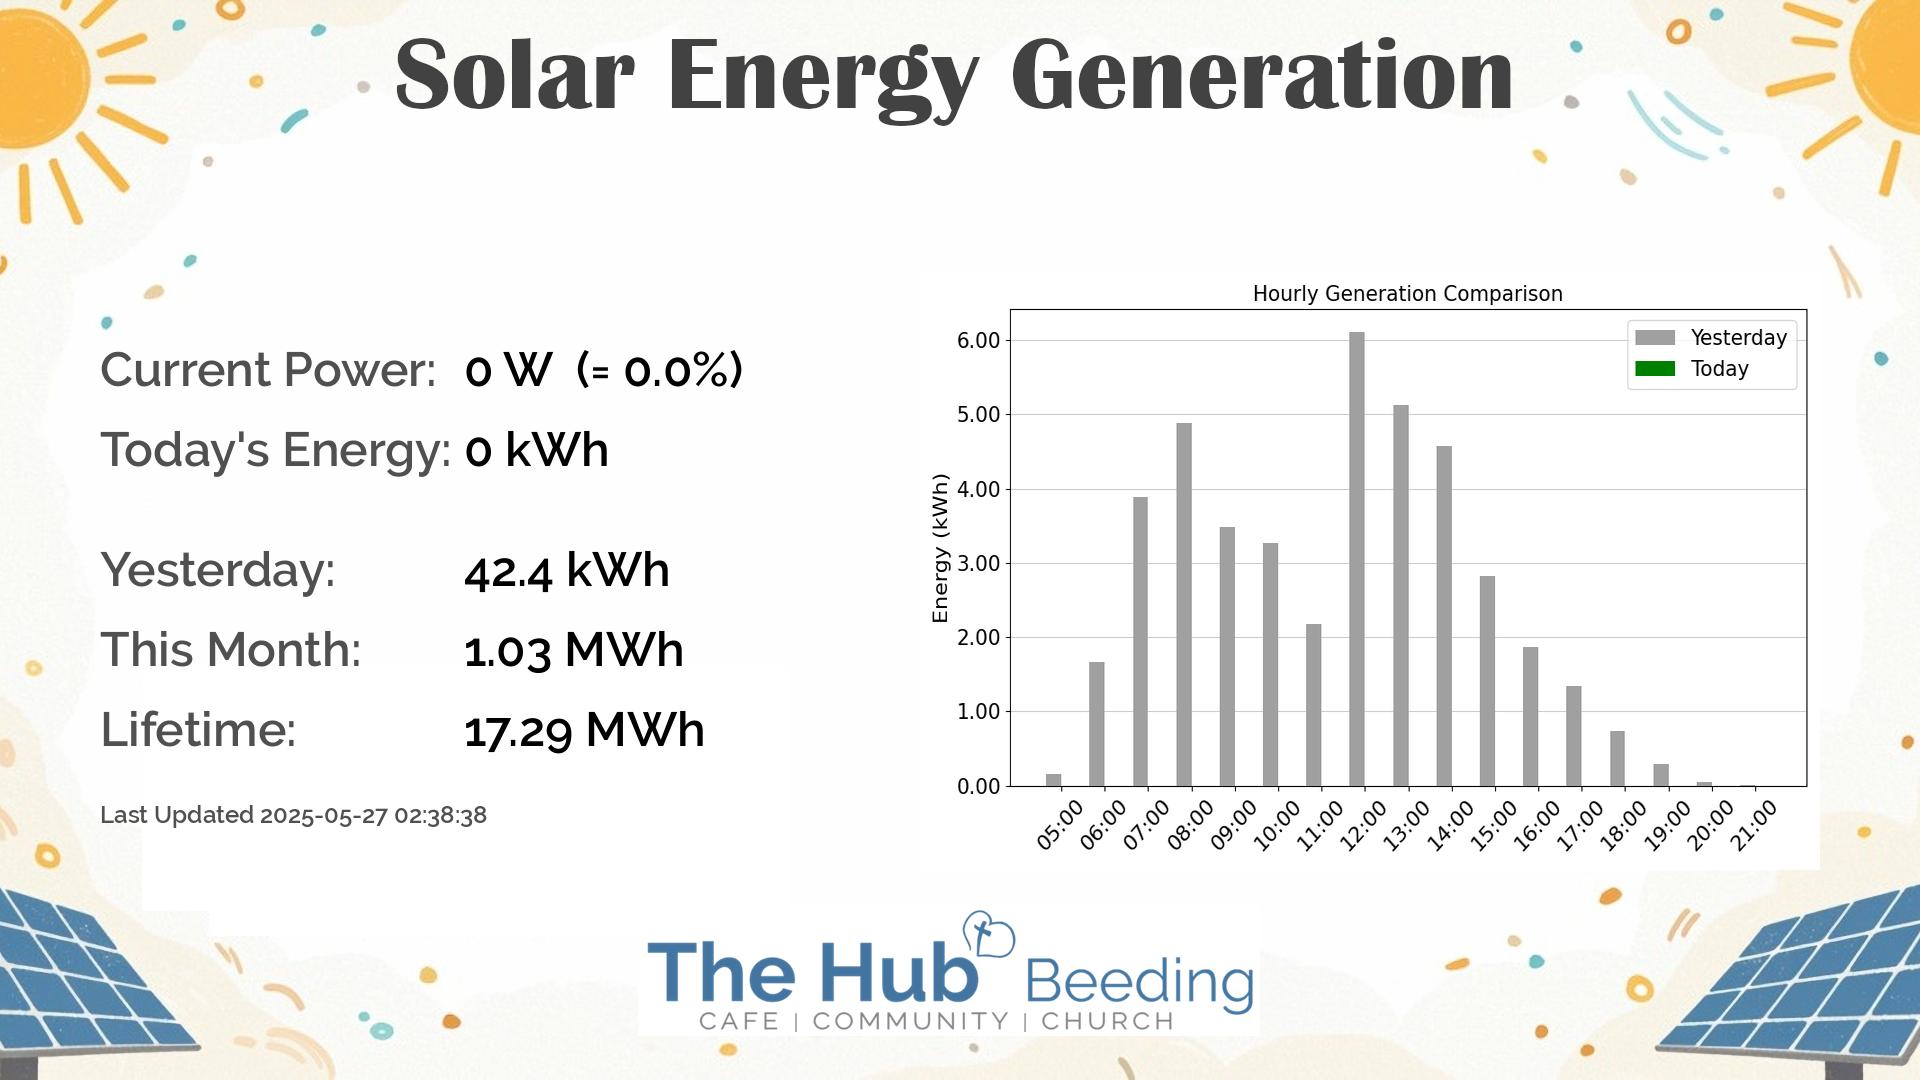 Solar Energy Generation
Current Power: 0 W (= 0.0%)
Today's Energy: 0 kWh
Yesterday: 42.4 kWh
This Month: 1.03 MWh
Lifetime: 17.29 MWh
Last Updated 2025-05-27 02:38:38
Hourly Generation Comparison
Yesterday
Today
Energy (kWh)
6.00
5.00
4.00
3.00
2.00
1.00
0.00
05:00 06:00 07:00 08:00 09:00 10:00 11:00 12:00 13:00 14:00 15:00 16:00 17:00 18:00 19:00 20:00 21:00
The Hub Beeding
CAFE | COMMUNITY | CHURCH